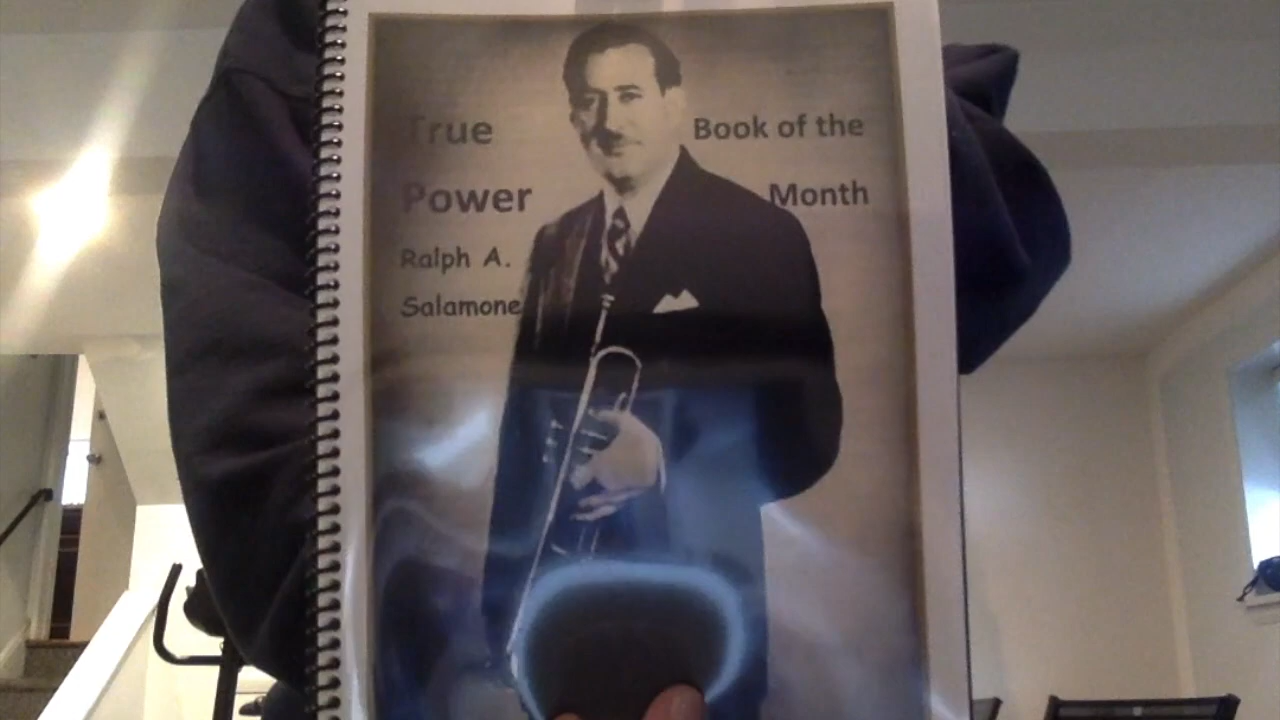 True
Power
Ralph A.
Salamone
Book of the
Month